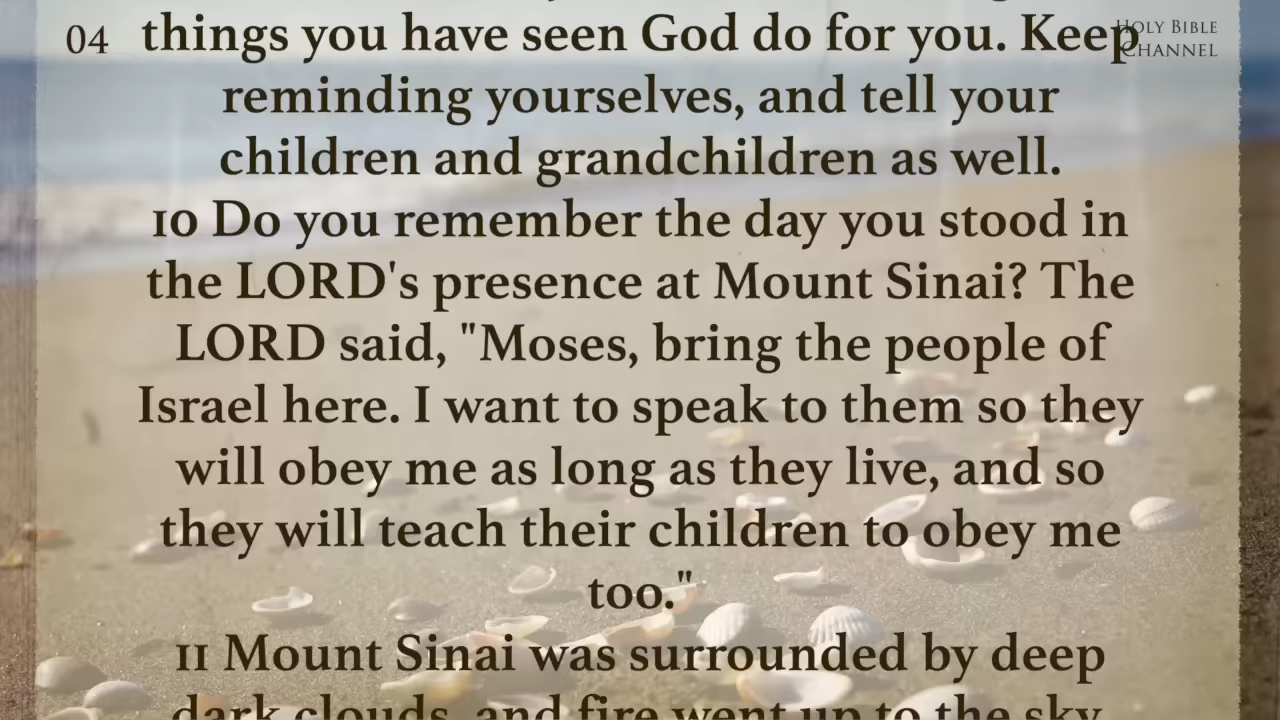 04
HOLY BIBLE
CHANNEL
things you have seen God do for you. Keep
reminding yourselves, and tell your
children and grandchildren as well.
10 Do you remember the day you stood in
the LORD's presence at Mount Sinai? The
LORD said, "Moses, bring the people of
Israel here. I want to speak to them so they
will obey me as long as they live, and so
they will teach their children to obey me
too."
11 Mount Sinai was surrounded by deep
dark clouds, and fire went up to the sky.